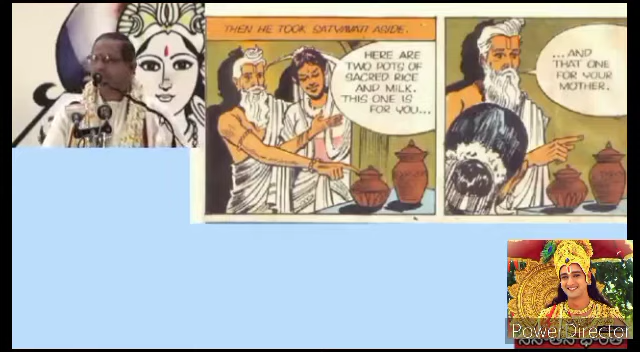 THEN HE TOOK SATYAVATI ASIDE.
HERE ARE
TWO POTS OF
SACRED RICE
AND MILK.
THIS ONE IS
FOR YOU...
...AND
THAT ONE
FOR YOUR
MOTHER.
PowerDirector